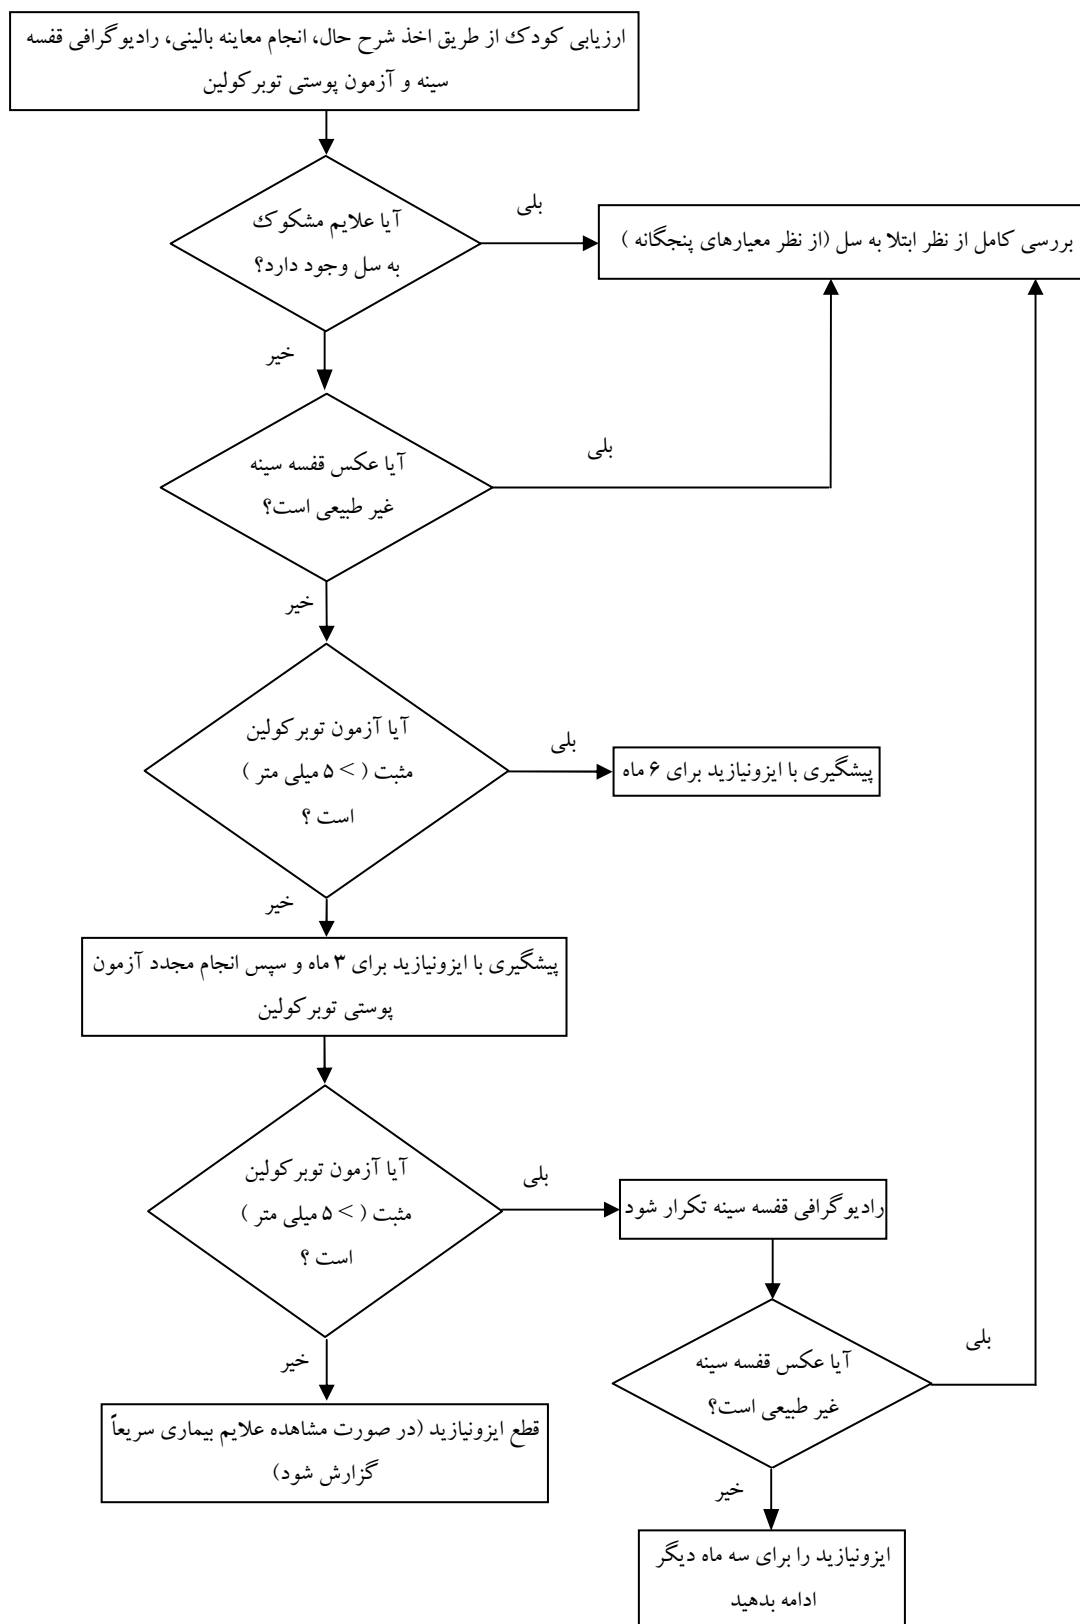 ارزیابی کودک از طریق اخذ شرح حال، انجام معاینه بالینی، رادیوگرافی قفسه
سینه و آزمون پوستی توبرکولین
آیا علایم مشکوک
به سل وجود دارد؟
بلی
بررسی کامل از نظر ابتلا به سل (از نظر معیارهای پنجگانه )
خیر
آیا عکس قفسه سینه
غیر طبیعی است؟
بلی
خیر
آیا آزمون توبرکولین
مثبت ( > ۵ میلی متر )
است ؟
بلی
پیشگیری با ایزونیازید برای ۶ ماه
خیر
پیشگیری با ایزونیازید برای ۳ ماه و سپس انجام مجدد آزمون
پوستی توبرکولین
آیا آزمون توبرکولین
مثبت ( > ۵ میلی متر )
است ؟
بلی
رادیوگرافی قفسه سینه تکرار شود
آیا عکس قفسه سینه
غیر طبیعی است؟
بلی
خیر
قطع ایزونیازید (در صورت مشاهده علایم بیماری سریعاً
گزارش شود)
خیر
ایزونیازید را برای سه ماه دیگر
ادامه بدهید